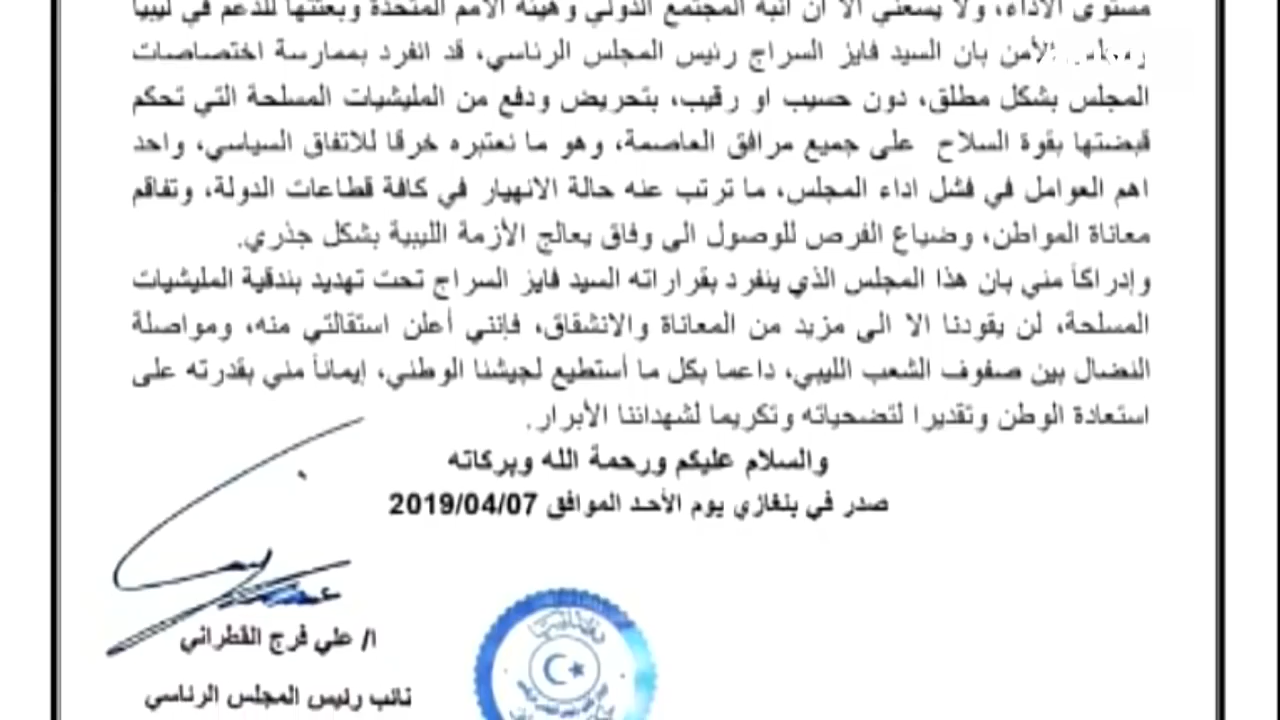 مستوى الأداء، ولا يسعني الا ان انبه المجتمع الدولي وهيئة الأمم المتحدة وبعثتها للدعم في ليبيا
الأمن بان السيد فايز السراج رئيس المجلس الرئاسي، قد انفرد بممارسة اختصاصات
المجلس بشكل مطلق، دون حسيب او رقيب، بتحريض ودفع من المليشيات المسلحة التي تحكم
قبضتها بقوة السلاح على جميع مرافق العاصمة، وهو ما نعتبره خرقا للاتفاق السياسي، واحد
اهم العوامل في فشل اداء المجلس، ما ترتب عنه حالة الانهيار في كافة قطاعات الدولة، وتفاقم
معاناة المواطن، وضياع الفرص للوصول الى وفاق يعالج الأزمة الليبية بشكل جذري.
وإدراكاً مني بان هذا المجلس الذي ينفرد بقراراته السيد فايز السراج تحت تهديد بندقية المليشيات
المسلحة، لن يقودنا الا الى مزيد من المعاناة والانشقاق، فإنني أعلن استقالتي منه، ومواصلة
النضال بين صفوف الشعب الليبي، داعما بكل ما أستطيع لجيشنا الوطني، إيماناً مني بقدرته على
استعادة الوطن وتقديرا لتضحياته وتكريما لشهدائنا الأبرار.
والسلام عليكم ورحمة الله وبركاته
صدر في بنغازي يوم الأحد الموافق 2019/04/07
ا/ علي فرج القطراني
نائب رئيس المجلس الرئاسي